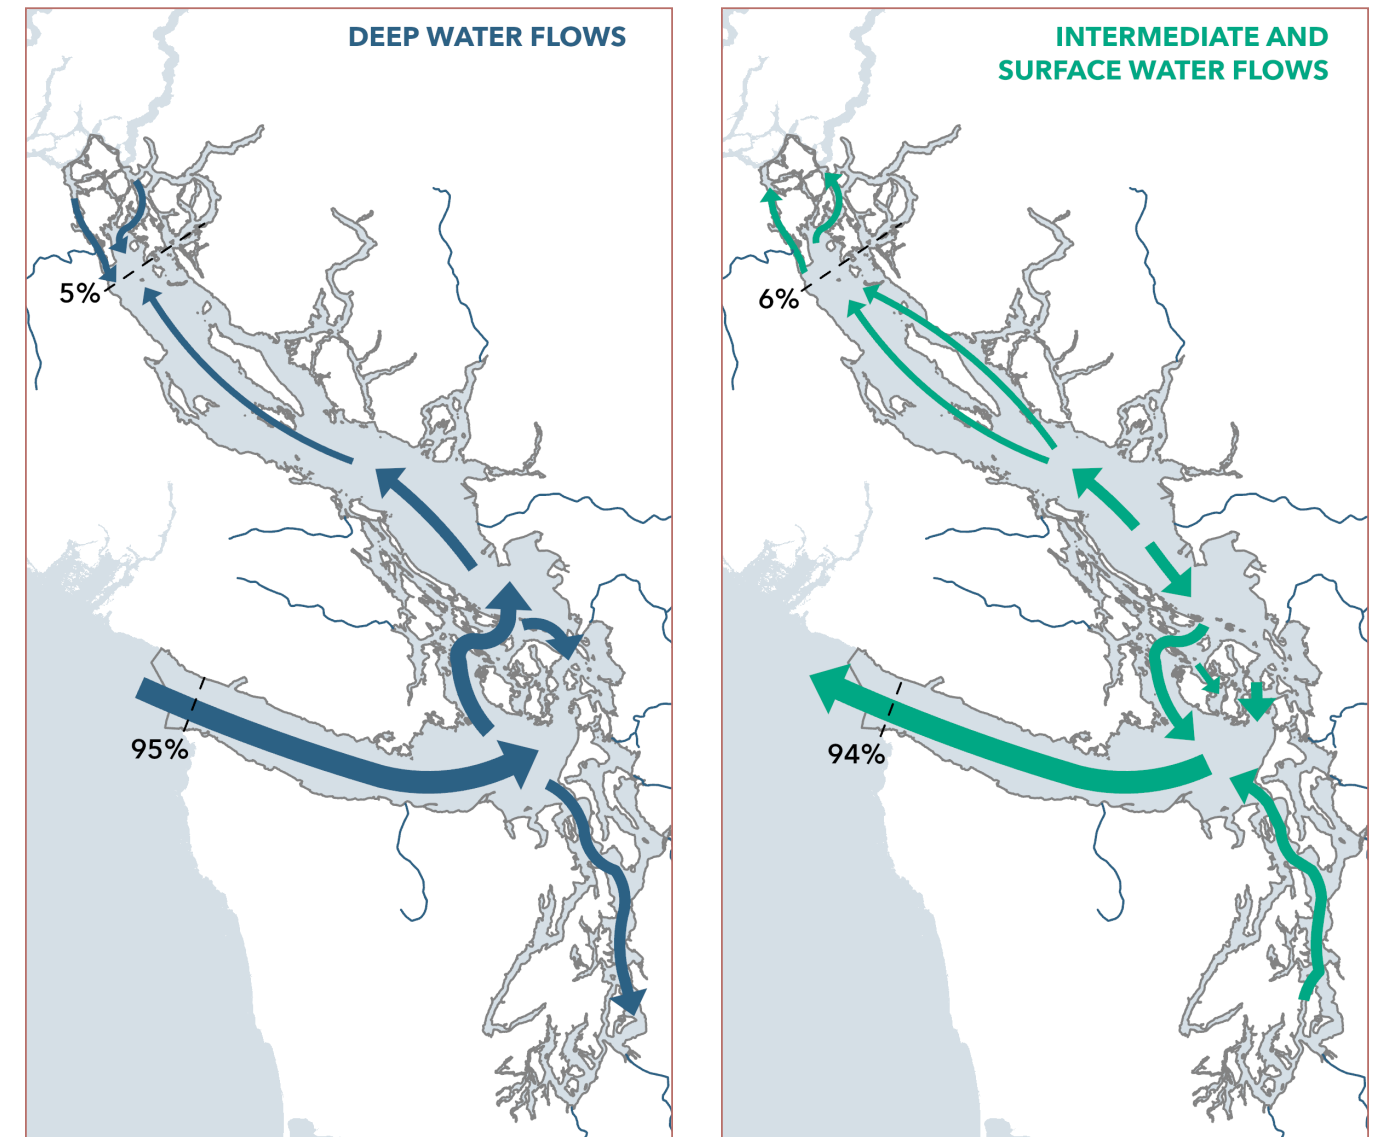 DEEP WATER FLOWS
5%
95%
INTERMEDIATE AND
SURFACE WATER FLOWS
6%
94%